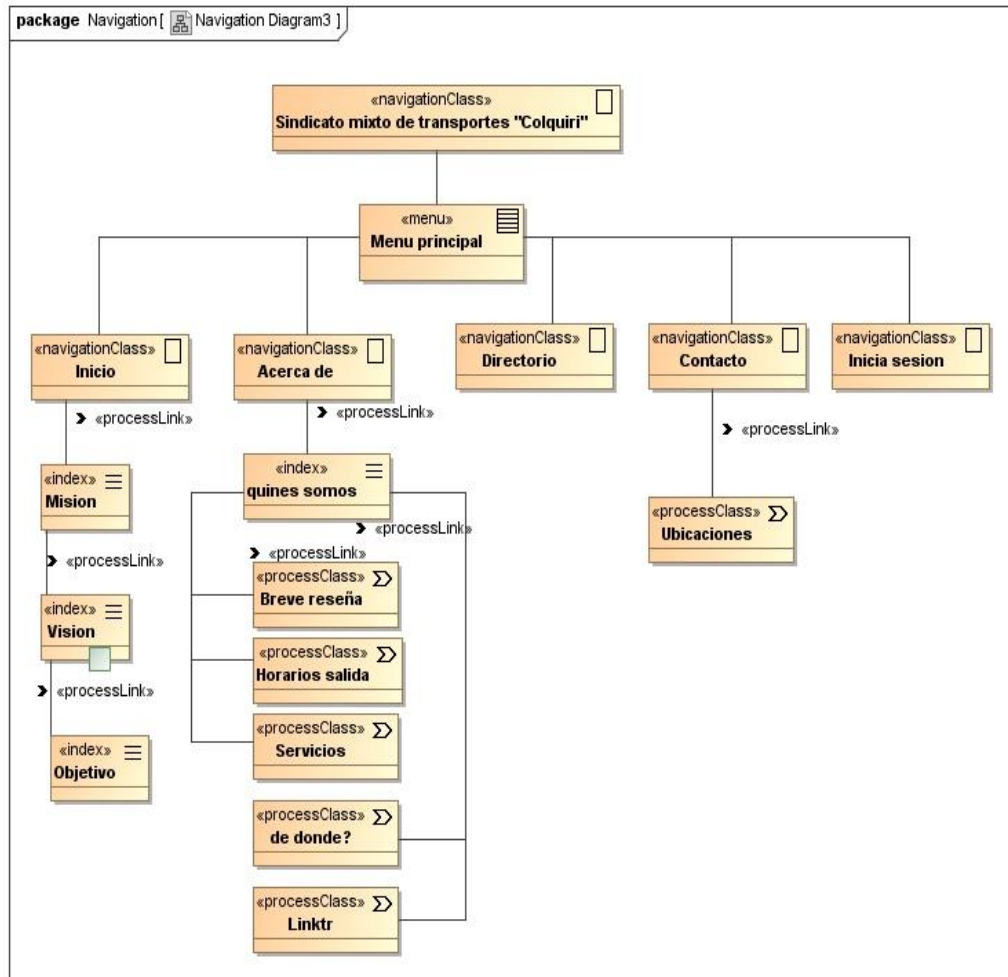 package Navigation [ Navigation Diagram3 ]
«navigationClass»
Sindicato mixto de transportes "Colquiri"
«menu»
Menu principal
«navigationClass»
Inicio
«navigationClass»
Acerca de
«navigationClass»
Directorio
«navigationClass»
Contacto
«navigationClass»
Inicia sesion
«processLink»
«processLink»
«processLink»
«index»
Mision
«index»
quines somos
«processClass»
Ubicaciones
«processLink»
«processLink»
«processLink»
«processClass»
Breve reseña
«index»
Vision
«processClass»
Horarios salida
«processLink»
«processClass»
Servicios
«index»
Objetivo
«processClass»
de donde?
«processClass»
Linktr